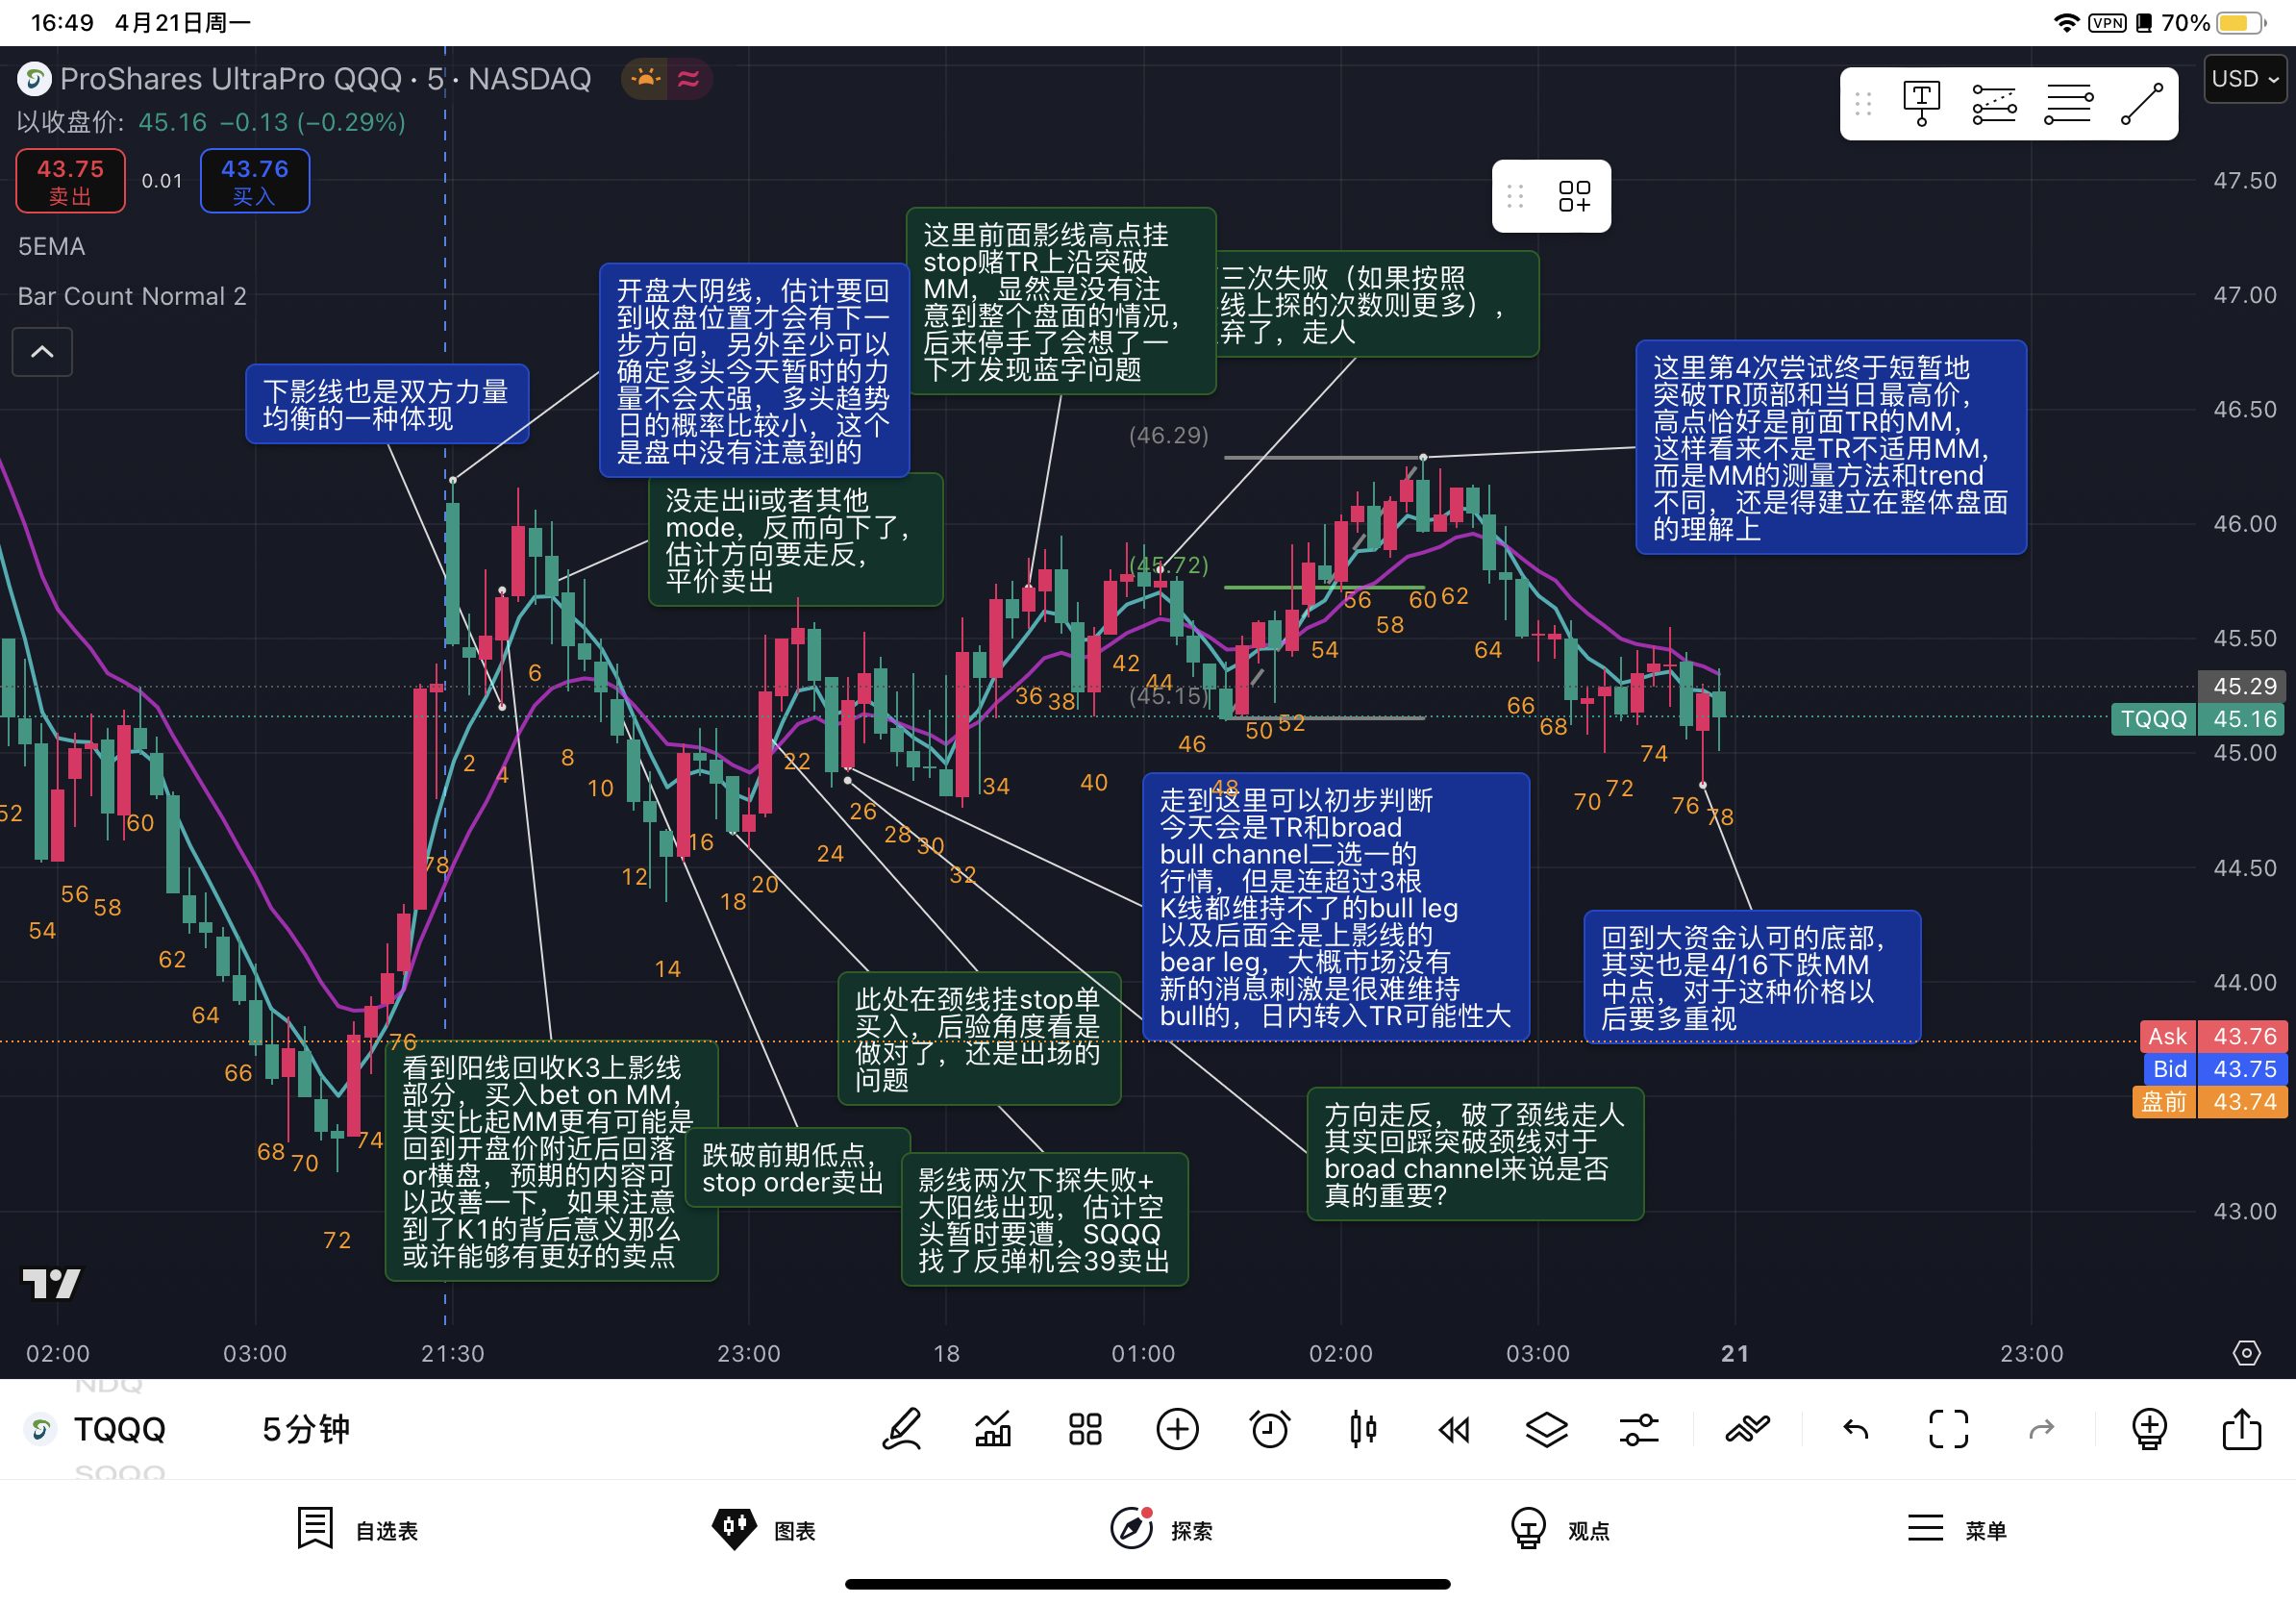 16:49 4月21日周一
VPN 70%
ProShares UltraPro QQQ · 5 · NASDAQ
USD
以收盘价: 45.16 −0.13 (−0.29%)
43.75
卖出
0.01
43.76
买入
5EMA
Bar Count Normal 2
下影线也是双方力量
均衡的一种体现
开盘大阴线，估计要回
到收盘位置才会有下一
步方向，另外至少可以
确定多头今天暂时的力
量不会太强，多头趋势
日的概率比较小，这个
是盘中没有注意到的
这里前面影线高点挂
stop赌TR上沿突破
MM，显然是没有注
意到整个盘面的情况，
后来停手了会想了一
下才发现蓝字问题
三次失败（如果按照
线上探的次数则更多），
弃了，走人
没走出ii或者其他
mode，反而向下了，
估计方向要走反，
平价卖出
这里第4次尝试终于短暂地
突破TR顶部和当日最高价，
高点恰好是前面TR的MM，
这样看来不是TR不适用MM，
而是MM的测量方法和trend
不同，还是得建立在整体盘面
的理解上
(46.29)
(45.72)
(45.15)
走到这里可以初步判断
今天会是TR和broad
bull channel二选一的
行情，但是连超过3根
K线都维持不了的bull leg
以及后面全是上影线的
bear leg，大概市场没有
新的消息刺激是很难维持
bull的，日内转入TR可能性大
回到大资金认可的底部，
其实也是4/16下跌MM
中点，对于这种价格以
后要多重视
此处在颈线挂stop单
买入，后验角度看是
做对了，还是出场的
问题
看到阳线回收K3上影线
部分，买入bet on MM，
其实比起MM更有可能是
回到开盘价附近后回落
or横盘，预期的内容可
以改善一下，如果注意
到了K1的背后意义那么
或许能够有更好的卖点
跌破前期低点，
stop order卖出
影线两次下探失败+
大阳线出现，估计空
头暂时要遭，SQQQ
找了反弹机会39卖出
方向走反，破了颈线走人
其实回踩突破颈线对于
broad channel来说是否
真的重要?
52 54 56 58 60 62 64 66 68 70 72 74 76 78
2 4 6 8 10 12 14 16 18 20 22 24 26 28 30 32 34 36 38 40 42 44 46 48 50 52 54 56 58 60 62 64 66 68 70 72 74 76 78
47.50
47.00
46.50
46.00
45.50
45.29
TQQQ 45.16
45.00
44.50
44.00
Ask 43.76
Bid 43.75
盘前 43.74
43.00
02:00 03:00 21:30 23:00 18 01:00 02:00 03:00 21 23:00
NDQ
TQQQ 5分钟
SQQQ
自选表 图表 探索 观点 菜单